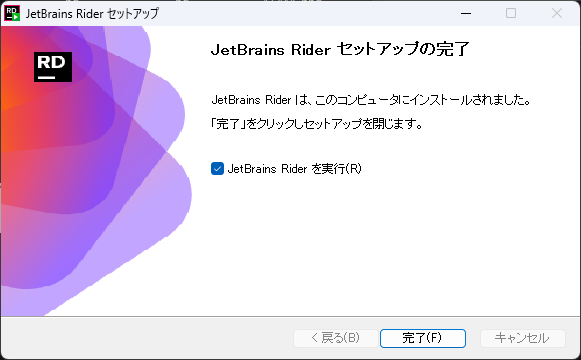 RD JetBrains Rider セットアップ
RD
JetBrains Rider セットアップの完了
JetBrains Rider は、このコンピュータにインストールされました。
「完了」をクリックしセットアップを閉じます。
JetBrains Rider を実行(R)
< 戻る(B)
完了(F)
キャンセル